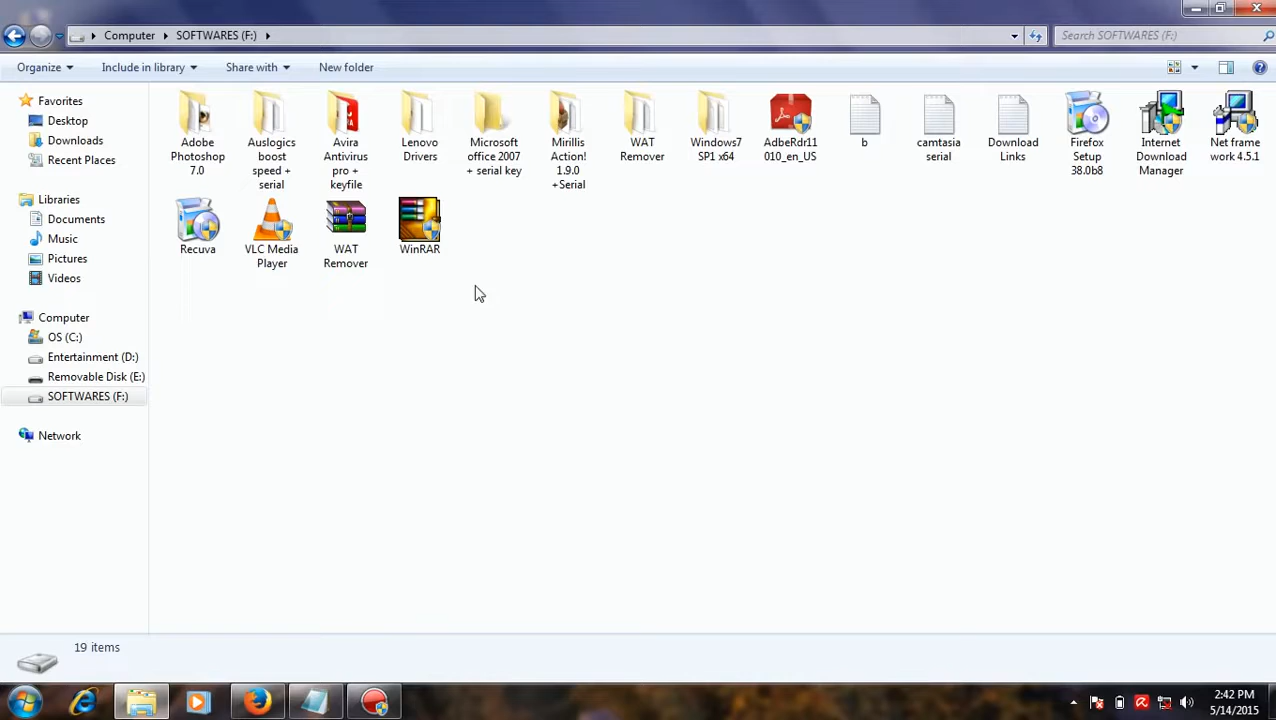 Computer
SOFTWARES (F:)
Search SOFTWARES (F:)
Organize
Include in library
Share with
New folder
Favorites
Desktop
Downloads
Recent Places
Libraries
Documents
Music
Pictures
Videos
Computer
OS (C:)
Entertainment (D:)
Removable Disk (E:)
SOFTWARES (F:)
Network
Adobe
Photoshop
7.0
Auslogics
boost
speed +
serial
Avira
Antivirus
pro +
keyfile
Lenovo
Drivers
Microsoft
office 2007
+ serial key
Mirillis
Action!
1.9.0
+Serial
WAT
Remover
Windows7
SP1 x64
AdbeRdr11
010_en_US
b
camtasia
serial
Download
Links
Firefox
Setup
38.0b8
Internet
Download
Manager
Net frame
work 4.5.1
Recuva
VLC Media
Player
WAT
Remover
WinRAR
19 items
2:42 PM
5/14/2015